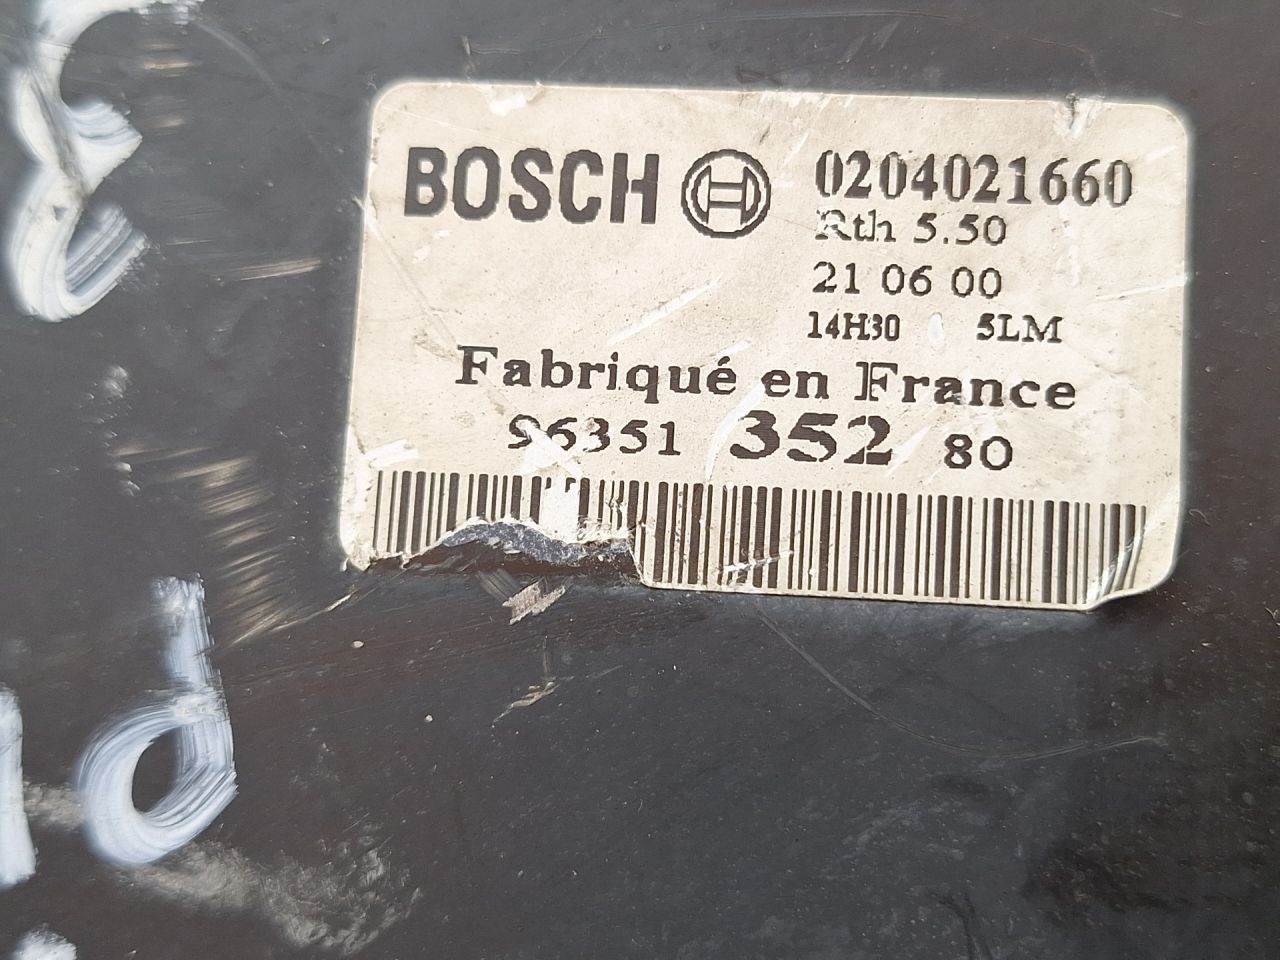 BOSCH 0204021660
Rth 5.50
21 06 00
14H30 5LM
Fabriqué en France
96351 352 80